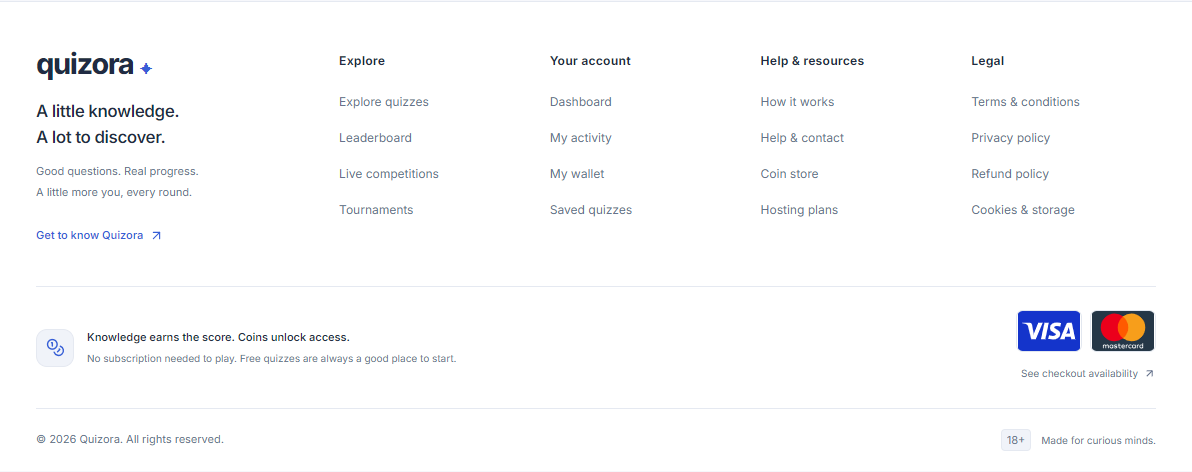 quizora
A little knowledge.
A lot to discover.
Good questions. Real progress.
A little more you, every round.
Get to know Quizora
Explore
Explore quizzes
Leaderboard
Live competitions
Tournaments
Your account
Dashboard
My activity
My wallet
Saved quizzes
Help & resources
How it works
Help & contact
Coin store
Hosting plans
Legal
Terms & conditions
Privacy policy
Refund policy
Cookies & storage
Knowledge earns the score. Coins unlock access.
No subscription needed to play. Free quizzes are always a good place to start.
VISA
mastercard
See checkout availability
© 2026 Quizora. All rights reserved.
18+
Made for curious minds.